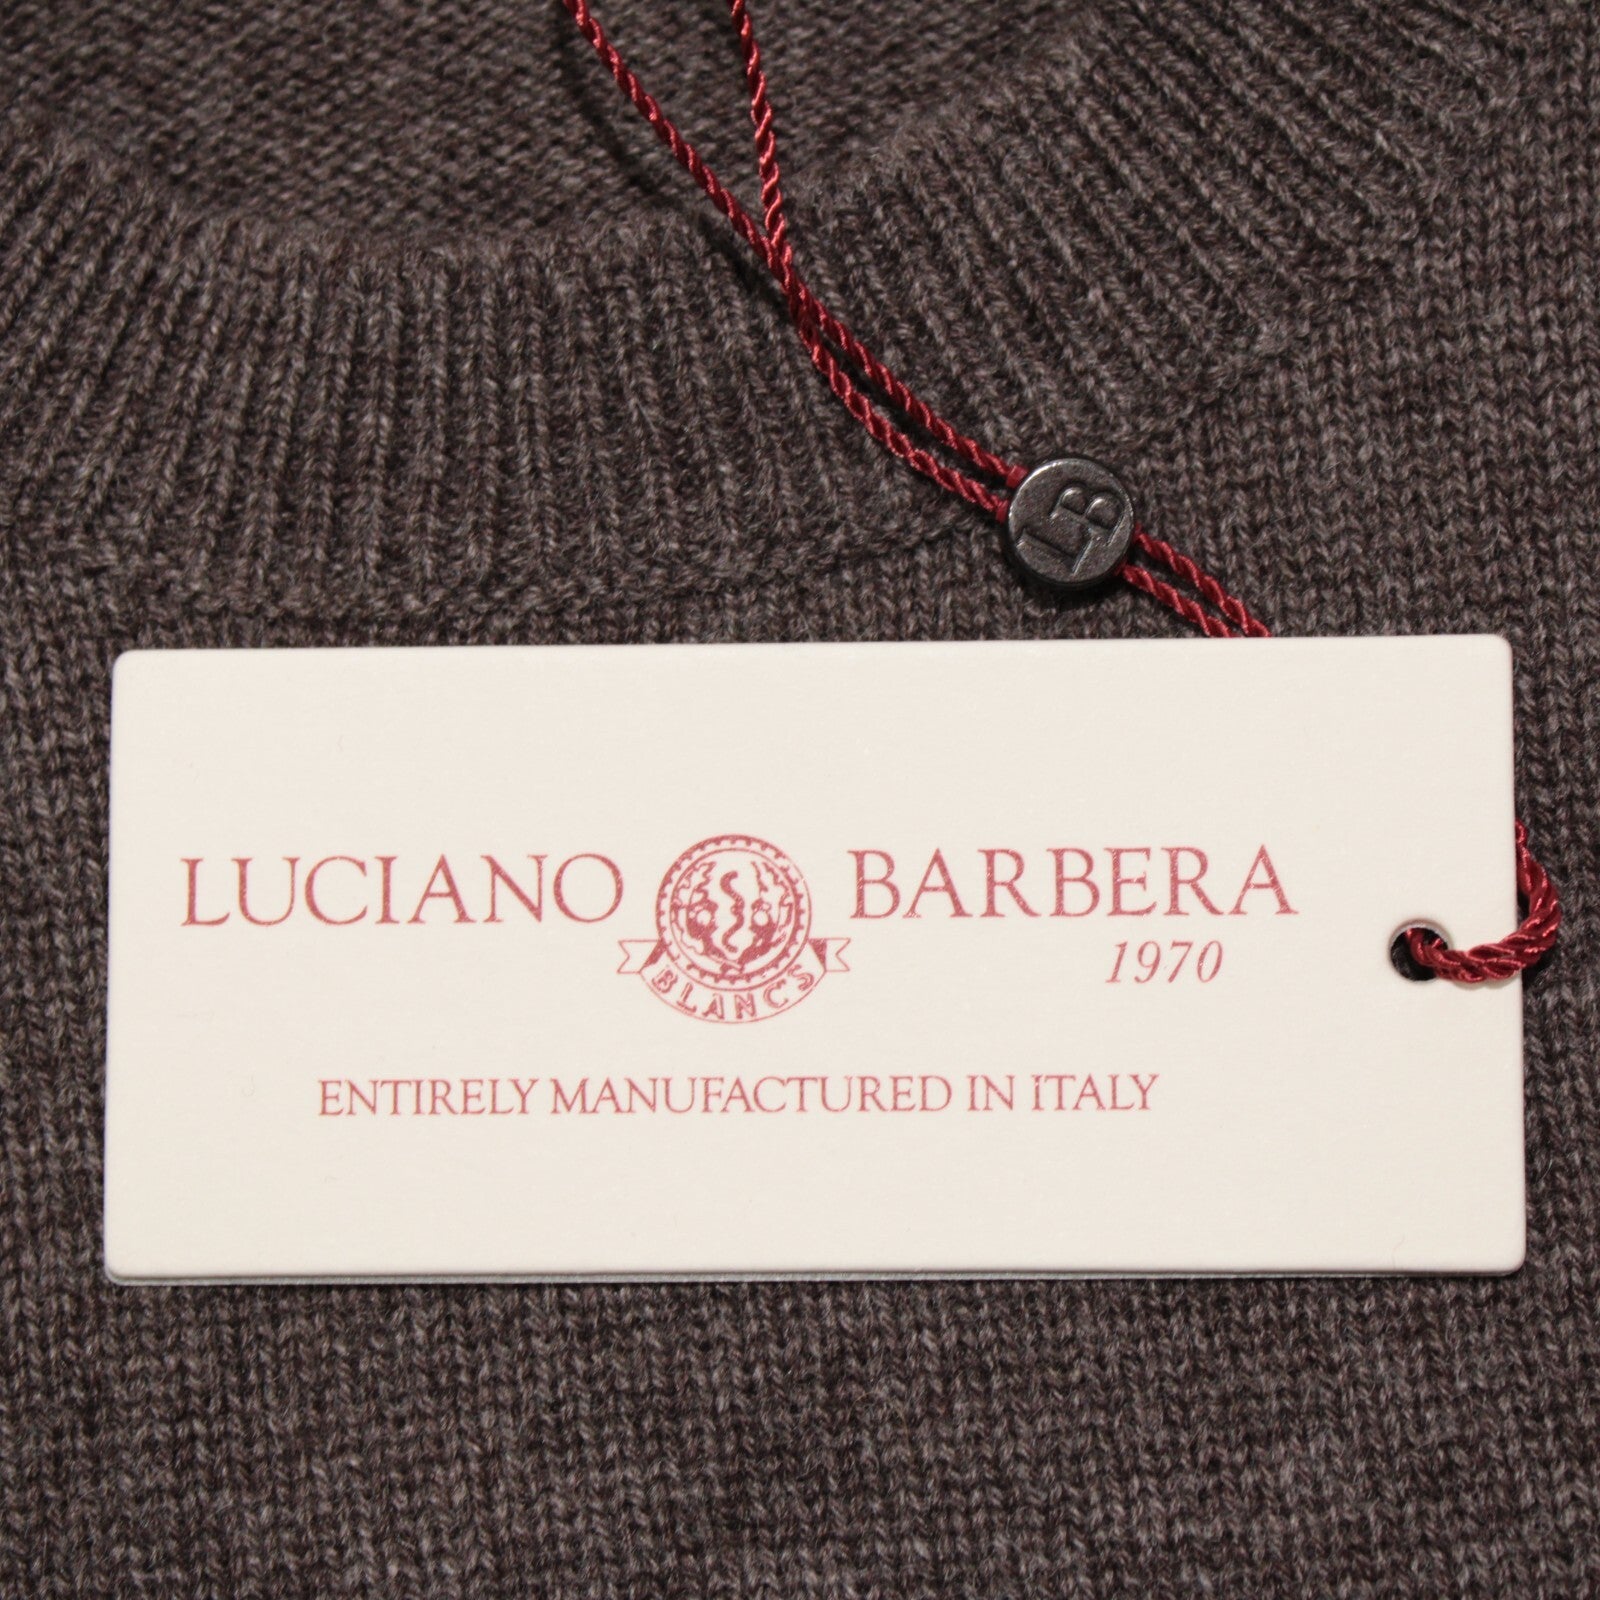 LB
LUCIANO BARBERA
1970
BLANCS
ENTIRELY MANUFACTURED IN ITALY